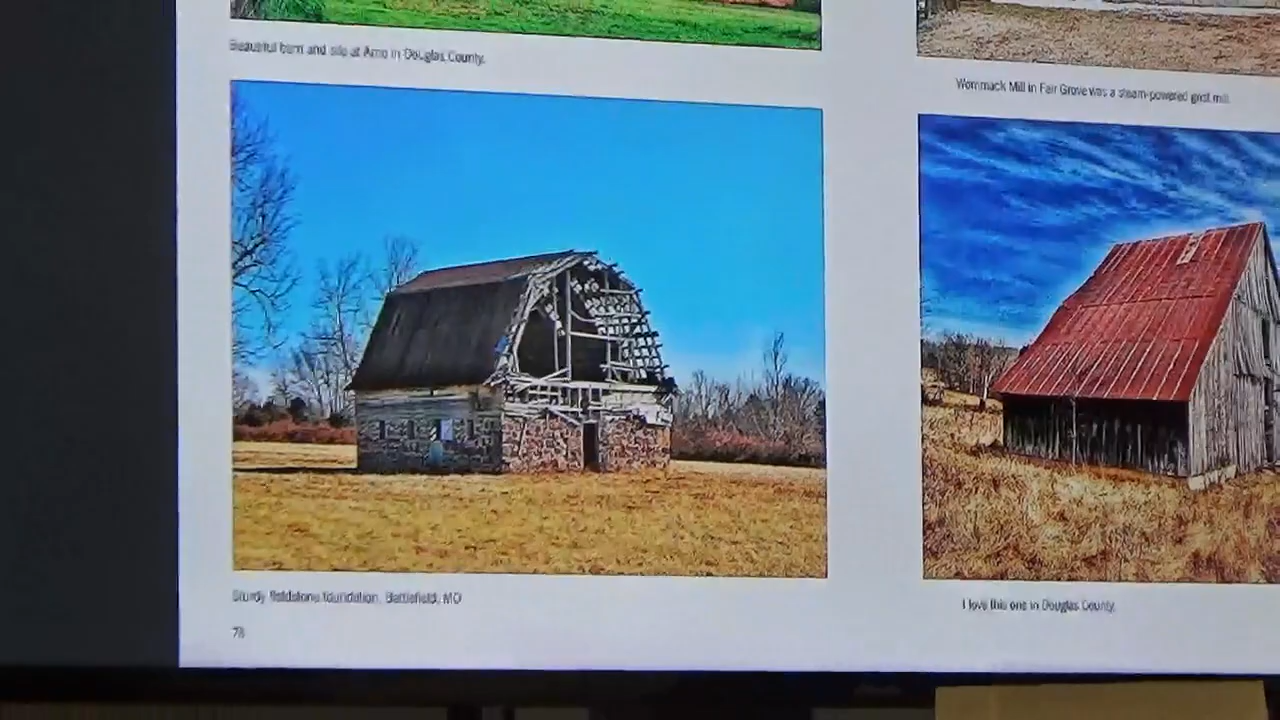 Beautiful barn and silo at Arno in Douglas County.
Wommack Mill in Fair Grove was a steam-powered grist mill.
Sturdy fieldstone foundation. Battlefield, MO
I love this one in Douglas County.
78